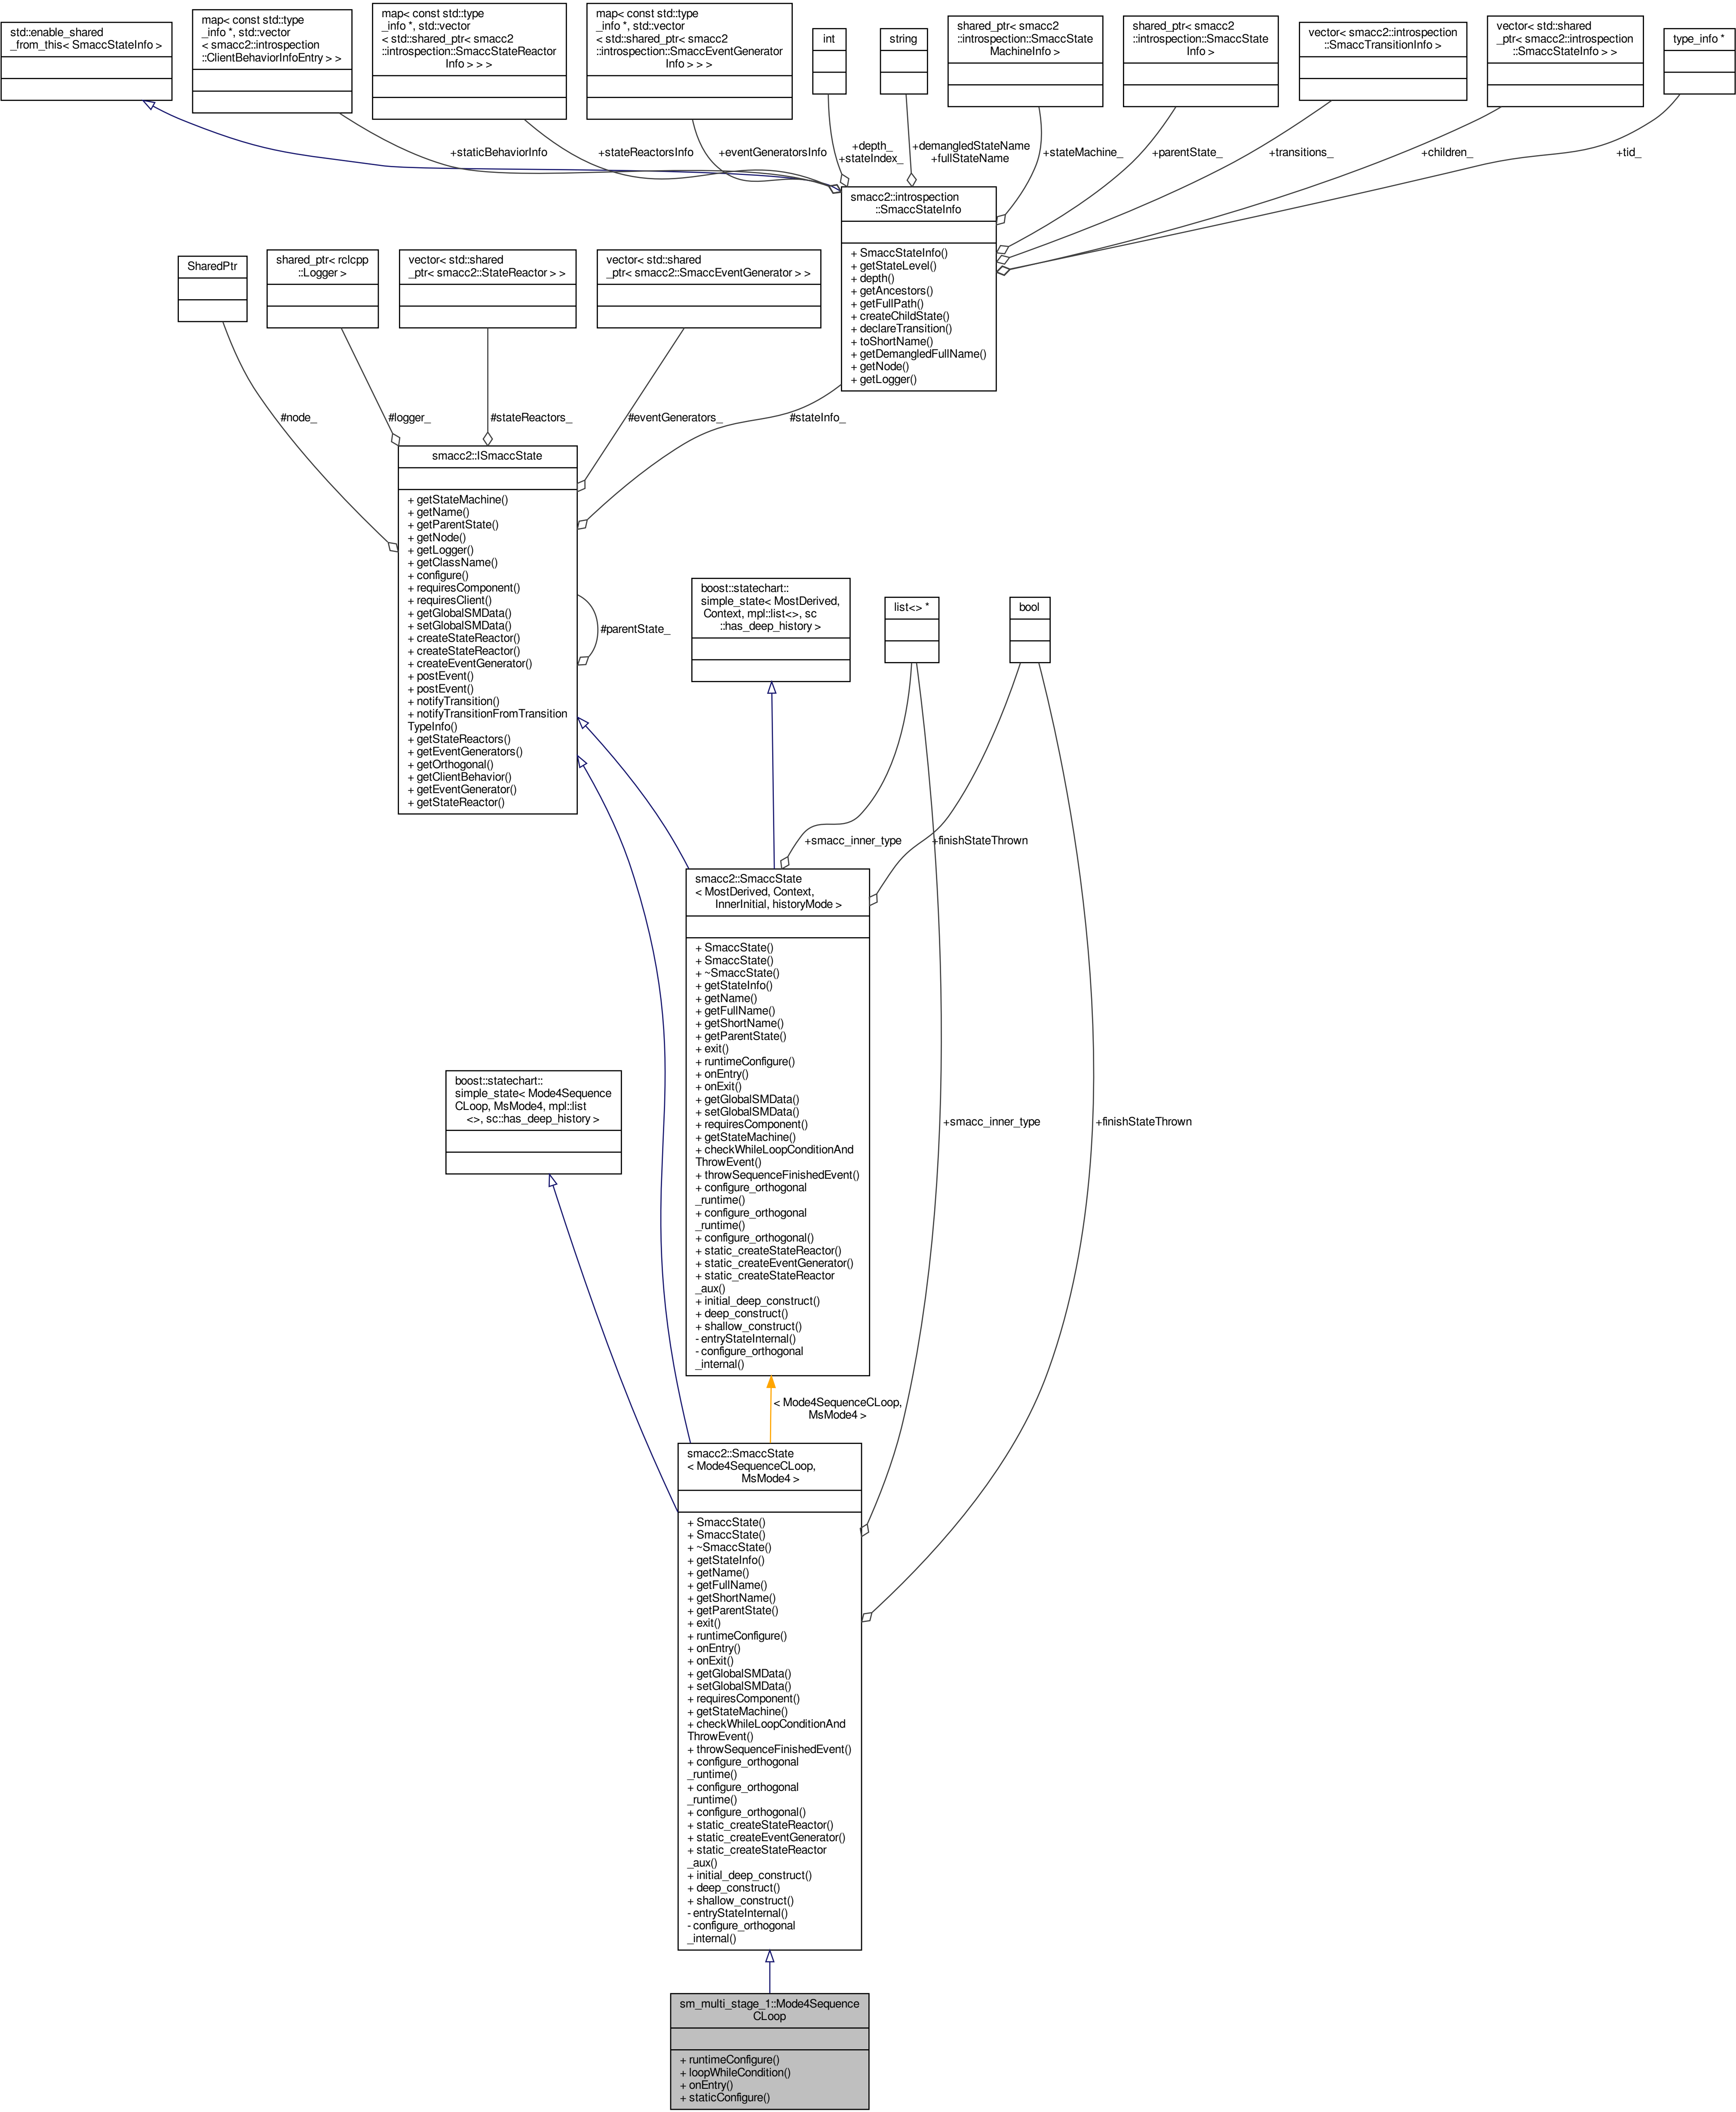 std::enable_shared
_from_this< SmaccStateInfo >
map< const std::type
_info *, std::vector
< smacc2::introspection
::ClientBehaviorInfoEntry > >
map< const std::type
_info *, std::vector
< std::shared_ptr< smacc2
::introspection::SmaccStateReactor
Info > > >
map< const std::type
_info *, std::vector
< std::shared_ptr< smacc2
::introspection::SmaccEventGenerator
Info > > >
int
string
shared_ptr< smacc2
::introspection::SmaccState
MachineInfo >
shared_ptr< smacc2
::introspection::SmaccState
Info >
vector< smacc2::introspection
::SmaccTransitionInfo >
vector< std::shared
_ptr< smacc2::introspection
::SmaccStateInfo > >
type_info *
+staticBehaviorInfo
+stateReactorsInfo
+eventGeneratorsInfo
+depth_
+stateIndex_
+demangledStateName
+fullStateName
+stateMachine_
+parentState_
+transitions_
+children_
+tid_
smacc2::introspection
::SmaccStateInfo
+ SmaccStateInfo()
+ getStateLevel()
+ depth()
+ getAncestors()
+ getFullPath()
+ createChildState()
+ declareTransition()
+ toShortName()
+ getDemangledFullName()
+ getNode()
+ getLogger()
SharedPtr
shared_ptr< rclcpp
::Logger >
vector< std::shared
_ptr< smacc2::StateReactor > >
vector< std::shared
_ptr< smacc2::SmaccEventGenerator > >
#node_
#logger_
#stateReactors_
#eventGenerators_
#stateInfo_
smacc2::ISmaccState
+ getStateMachine()
+ getName()
+ getParentState()
+ getNode()
+ getLogger()
+ getClassName()
+ configure()
+ requiresComponent()
+ requiresClient()
+ getGlobalSMData()
+ setGlobalSMData()
+ createStateReactor()
+ createStateReactor()
+ createEventGenerator()
+ postEvent()
+ postEvent()
+ notifyTransition()
+ notifyTransitionFromTransition
TypeInfo()
+ getStateReactors()
+ getEventGenerators()
+ getOrthogonal()
+ getClientBehavior()
+ getEventGenerator()
+ getStateReactor()
#parentState_
boost::statechart::
simple_state< MostDerived,
Context, mpl::list<>, sc
::has_deep_history >
list<> *
bool
+smacc_inner_type
+finishStateThrown
smacc2::SmaccState
< MostDerived, Context,
InnerInitial, historyMode >
+ SmaccState()
+ SmaccState()
+ ~SmaccState()
+ getStateInfo()
+ getName()
+ getFullName()
+ getShortName()
+ getParentState()
+ exit()
+ runtimeConfigure()
+ onEntry()
+ onExit()
+ getGlobalSMData()
+ setGlobalSMData()
+ requiresComponent()
+ getStateMachine()
+ checkWhileLoopConditionAnd
ThrowEvent()
+ throwSequenceFinishedEvent()
+ configure_orthogonal
_runtime()
+ configure_orthogonal
_runtime()
+ configure_orthogonal()
+ static_createStateReactor()
+ static_createEventGenerator()
+ static_createStateReactor
_aux()
+ initial_deep_construct()
+ deep_construct()
+ shallow_construct()
- entryStateInternal()
- configure_orthogonal
_internal()
boost::statechart::
simple_state< Mode4Sequence
CLoop, MsMode4, mpl::list
<>, sc::has_deep_history >
+smacc_inner_type
+finishStateThrown
< Mode4SequenceCLoop,
MsMode4 >
smacc2::SmaccState
< Mode4SequenceCLoop,
MsMode4 >
+ SmaccState()
+ SmaccState()
+ ~SmaccState()
+ getStateInfo()
+ getName()
+ getFullName()
+ getShortName()
+ getParentState()
+ exit()
+ runtimeConfigure()
+ onEntry()
+ onExit()
+ getGlobalSMData()
+ setGlobalSMData()
+ requiresComponent()
+ getStateMachine()
+ checkWhileLoopConditionAnd
ThrowEvent()
+ throwSequenceFinishedEvent()
+ configure_orthogonal
_runtime()
+ configure_orthogonal
_runtime()
+ configure_orthogonal()
+ static_createStateReactor()
+ static_createEventGenerator()
+ static_createStateReactor
_aux()
+ initial_deep_construct()
+ deep_construct()
+ shallow_construct()
- entryStateInternal()
- configure_orthogonal
_internal()
sm_multi_stage_1::Mode4Sequence
CLoop
+ runtimeConfigure()
+ loopWhileCondition()
+ onEntry()
+ staticConfigure()